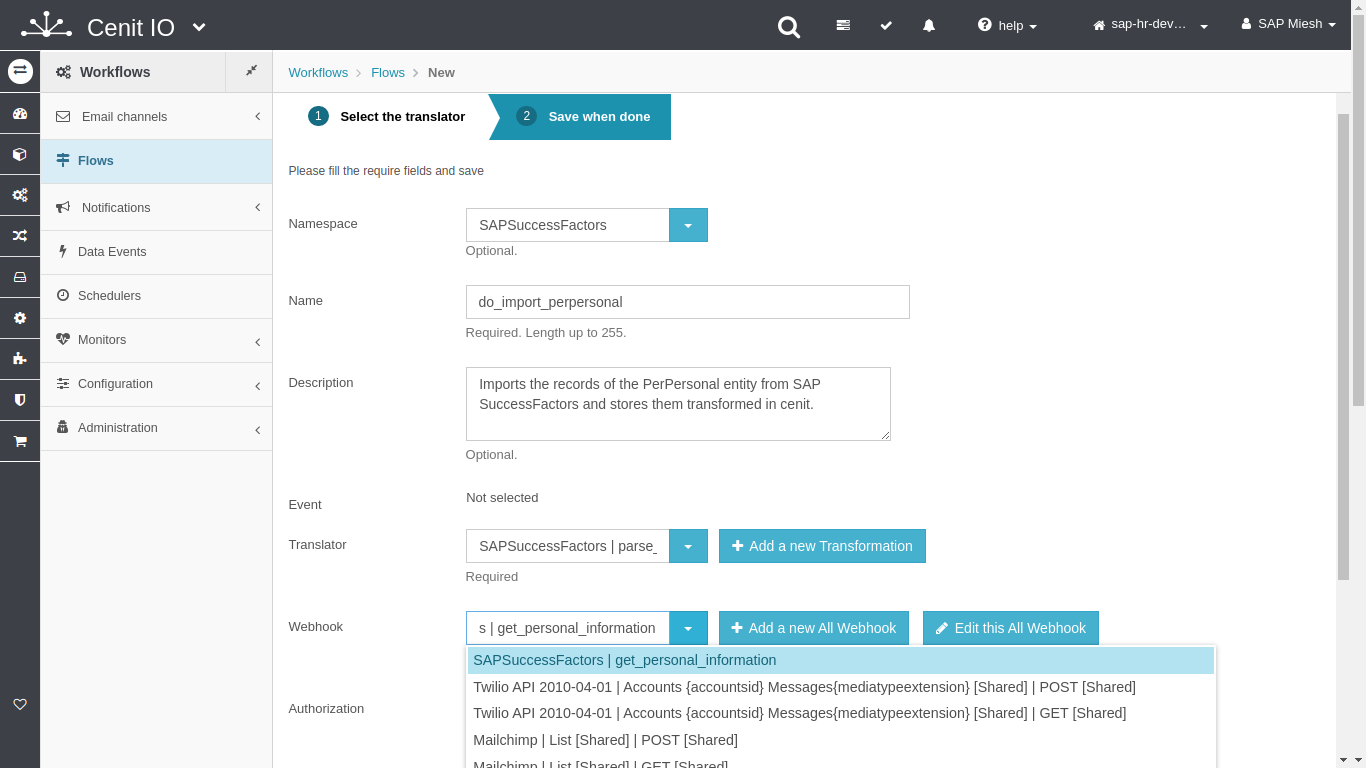 Cenit IO
help
sap-hr-dev…
SAP Miesh
Workflows
Workflows
Flows
New
Email channels
Flows
Notifications
Data Events
Schedulers
Monitors
Configuration
Administration
1
Select the translator
2
Save when done
Please fill the require fields and save
Namespace
SAPSuccessFactors
Optional.
Name
do_import_perpersonal
Required. Length up to 255.
Description
Imports the records of the PerPersonal entity from SAP
SuccessFactors and stores them transformed in cenit.
Optional.
Event
Not selected
Translator
SAPSuccessFactors | parse_
Add a new Transformation
Required
Webhook
s | get_personal_information
Add a new All Webhook
Edit this All Webhook
SAPSuccessFactors | get_personal_information
Twilio API 2010-04-01 | Accounts {accountsid} Messages{mediatypeextension} [Shared] | POST [Shared]
Twilio API 2010-04-01 | Accounts {accountsid} Messages{mediatypeextension} [Shared] | GET [Shared]
Authorization
Mailchimp | List [Shared] | POST [Shared]
Mailchimp | List [Shared] | GET [Shared]